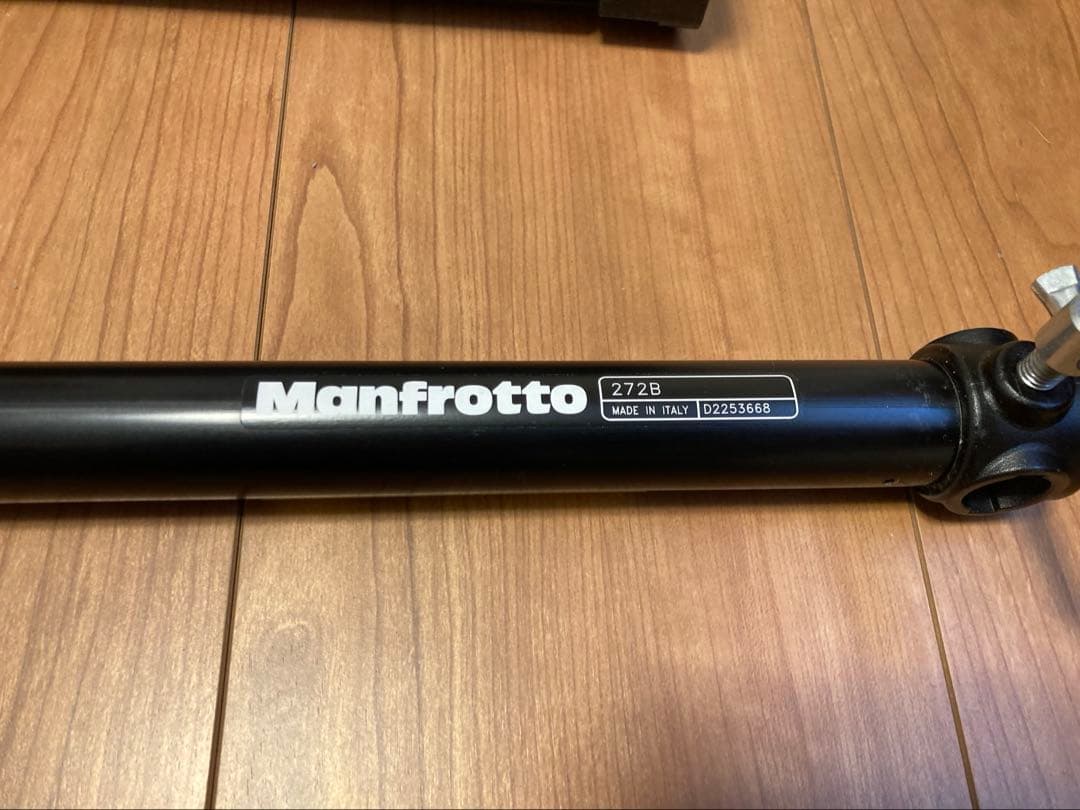 Manfrotto
272B
MADE IN ITALY D2253668